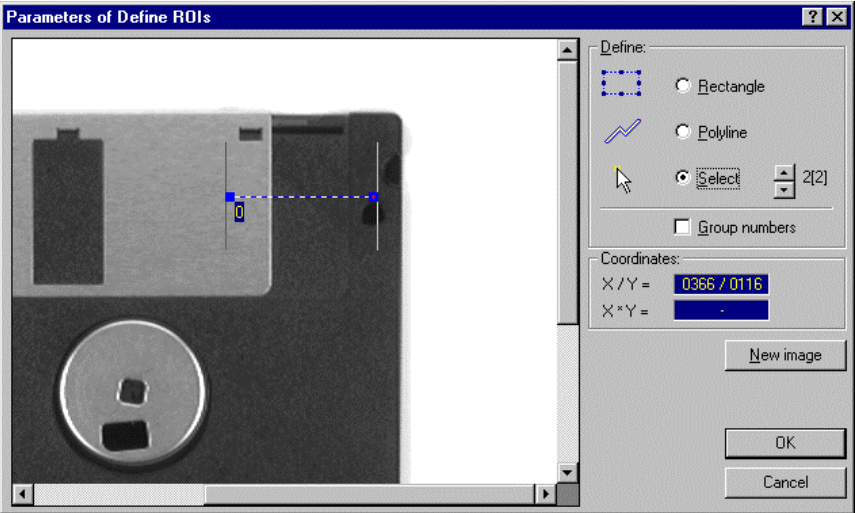 Parameters of Define ROIs
Define:
Rectangle
Polyline
Select 2[2]
Group numbers
Coordinates:
X / Y = 0366 / 0116
X * Y = -
New image
OK
Cancel
0